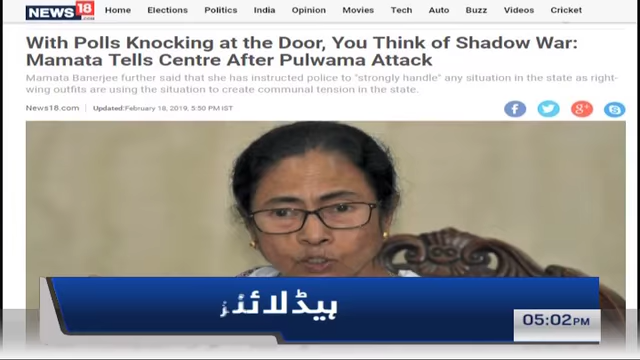 NEWS 18 .COM
Home Elections Politics India Opinion Movies Tech Auto Buzz Videos Cricket
With Polls Knocking at the Door, You Think of Shadow War:
Mamata Tells Centre After Pulwama Attack
Mamata Banerjee further said that she has instructed police to "strongly handle" any situation in the state as right-
wing outfits are using the situation to create communal tension in the state.
News18.com Updated:February 18, 2019, 5:50 PM IST
ہیڈلائنز
05:02PM